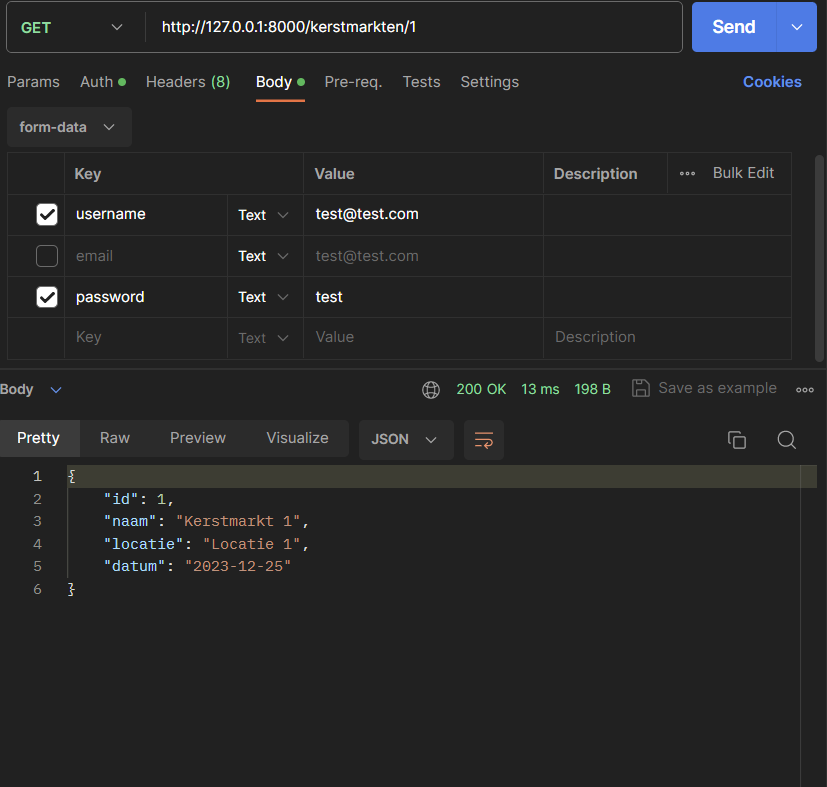 GET http://127.0.0.1:8000/kerstmarkten/1 Send
Params Auth Headers (8) Body Pre-req. Tests Settings Cookies
form-data
Key Value Description Bulk Edit
username Text test@test.com
email Text test@test.com
password Text test
Key Text Value Description
Body 200 OK 13 ms 198 B Save as example
Pretty Raw Preview Visualize JSON
1 {
2 "id": 1,
3 "naam": "Kerstmarkt 1",
4 "locatie": "Locatie 1",
5 "datum": "2023-12-25"
6 }